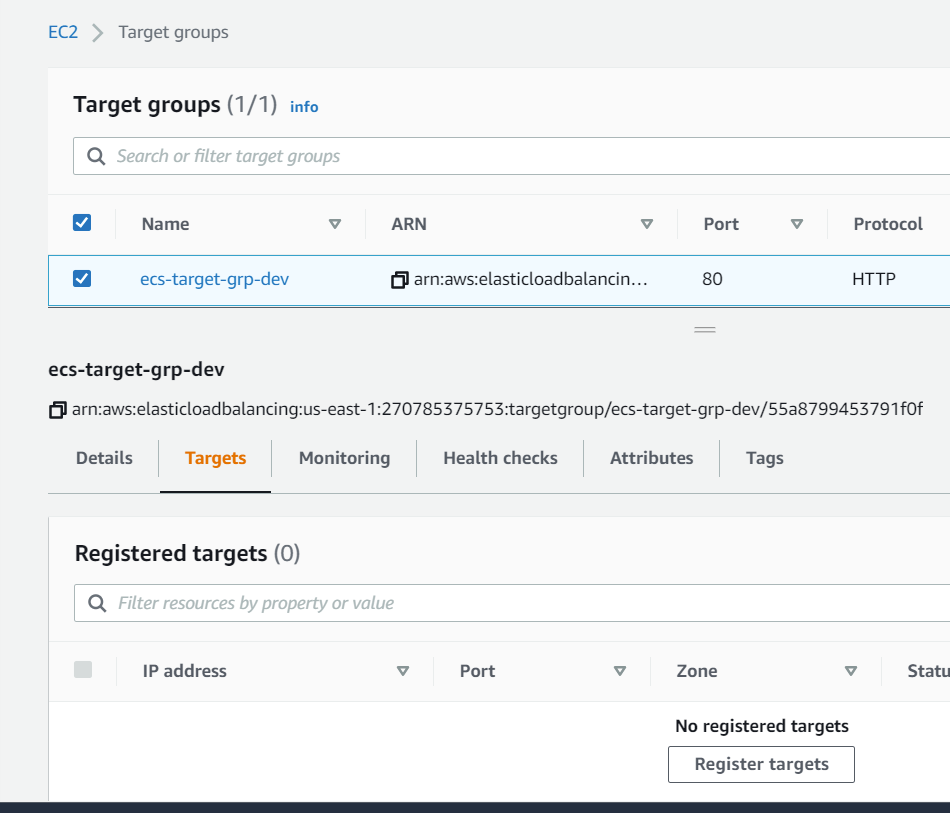 EC2 > Target groups
Target groups (1/1) info
Search or filter target groups
Name ARN Port Protocol
ecs-target-grp-dev arn:aws:elasticloadbalancin... 80 HTTP
ecs-target-grp-dev
arn:aws:elasticloadbalancing:us-east-1:270785375753:targetgroup/ecs-target-grp-dev/55a8799453791f0f
Details Targets Monitoring Health checks Attributes Tags
Registered targets (0)
Filter resources by property or value
IP address Port Zone Statu
No registered targets
Register targets